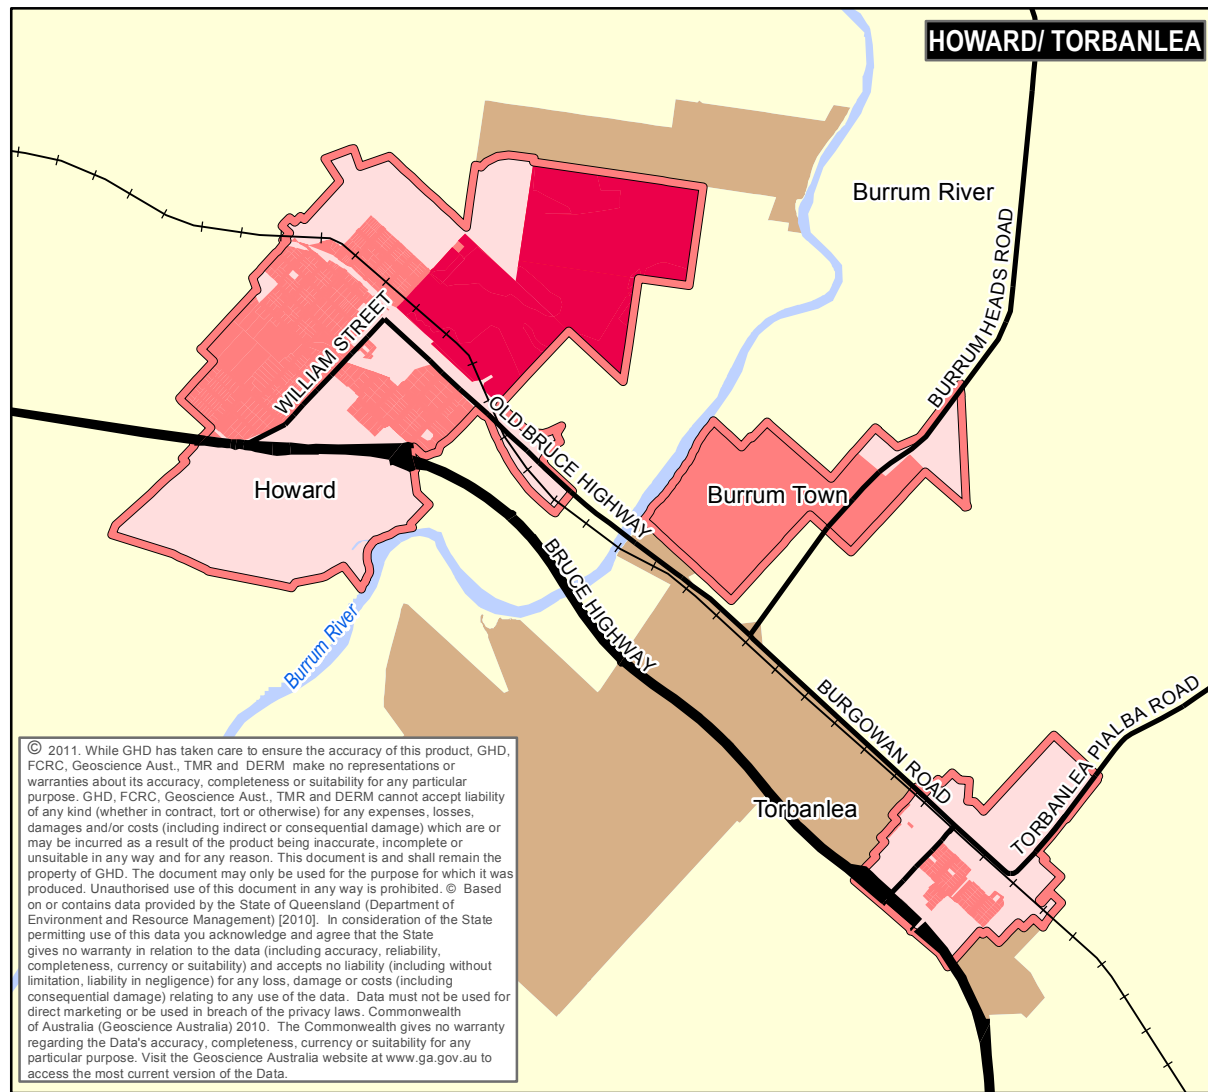 HOWARD/ TORBANLEA
Burrum River
BURRUM HEADS ROAD
WILLIAM STREET
OLD BRUCE HIGHWAY
Howard
Burrum Town
BRUCE HIGHWAY
Burrum River
BURGOWAN ROAD
TORBANLEA PIALBA ROAD
Torbanlea
© 2011. While GHD has taken care to ensure the accuracy of this product, GHD,
FCRC, Geoscience Aust., TMR and DERM make no representations or
warranties about its accuracy, completeness or suitability for any particular
purpose. GHD, FCRC, Geoscience Aust., TMR and DERM cannot accept liability
of any kind (whether in contract, tort or otherwise) for any expenses, losses,
damages and/or costs (including indirect or consequential damage) which are or
may be incurred as a result of the product being inaccurate, incomplete or
unsuitable in any way and for any reason. This document is and shall remain the
property of GHD. The document may only be used for the purpose for which it was
produced. Unauthorised use of this document in any way is prohibited. © Based
on or contains data provided by the State of Queensland (Department of
Environment and Resource Management) [2010]. In consideration of the State
permitting use of this data you acknowledge and agree that the State
gives no warranty in relation to the data (including accuracy, reliability,
completeness, currency or suitability) and accepts no liability (including without
limitation, liability in negligence) for any loss, damage or costs (including
consequential damage) relating to any use of the data. Data must not be used for
direct marketing or be used in breach of the privacy laws. Commonwealth
of Australia (Geoscience Australia) 2010. The Commonwealth gives no warranty
regarding the Data's accuracy, completeness, currency or suitability for any
particular purpose. Visit the Geoscience Australia website at www.ga.gov.au to
access the most current version of the Data.